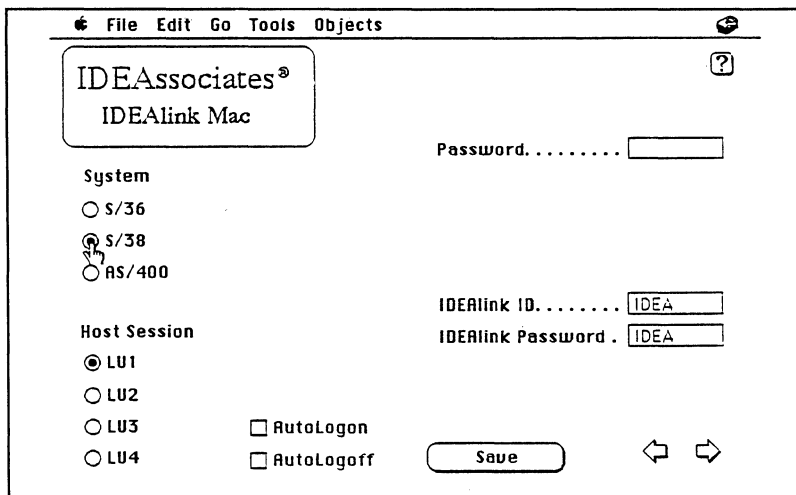 File Edit Go Tools Objects
IDEAssociates®
IDEAlink Mac
?
Password.........
System
S/36
S/38
AS/400
IDEAlink ID........ IDEA
IDEAlink Password . IDEA
Host Session
LU1
LU2
LU3
LU4
AutoLogon
AutoLogoff
Save